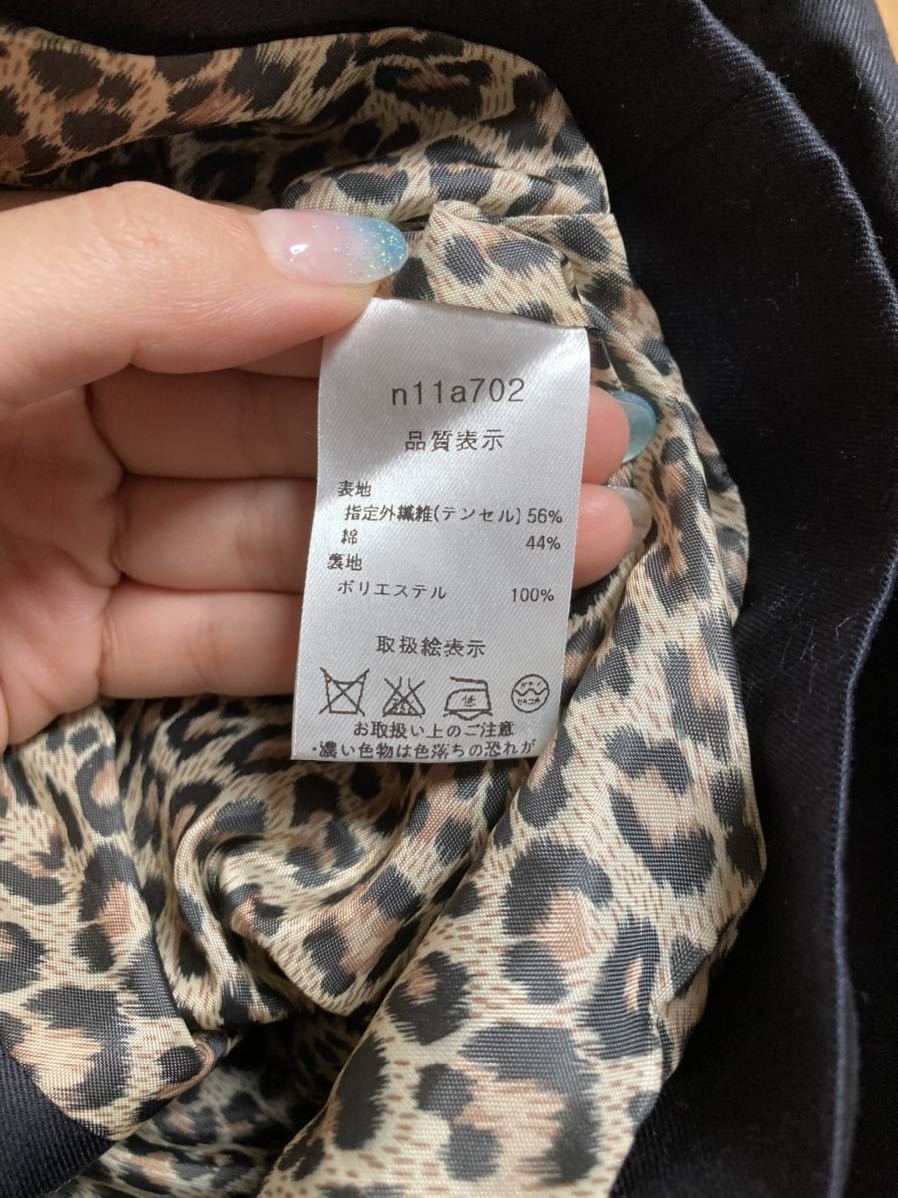 n11a702
品質表示
表地
指定外繊維(テンセル) 56%
綿 44%
裏地
ポリエステル 100%
取扱絵表示
低
お取扱い上のご注意
・濃い色物は色落ちの恐れが